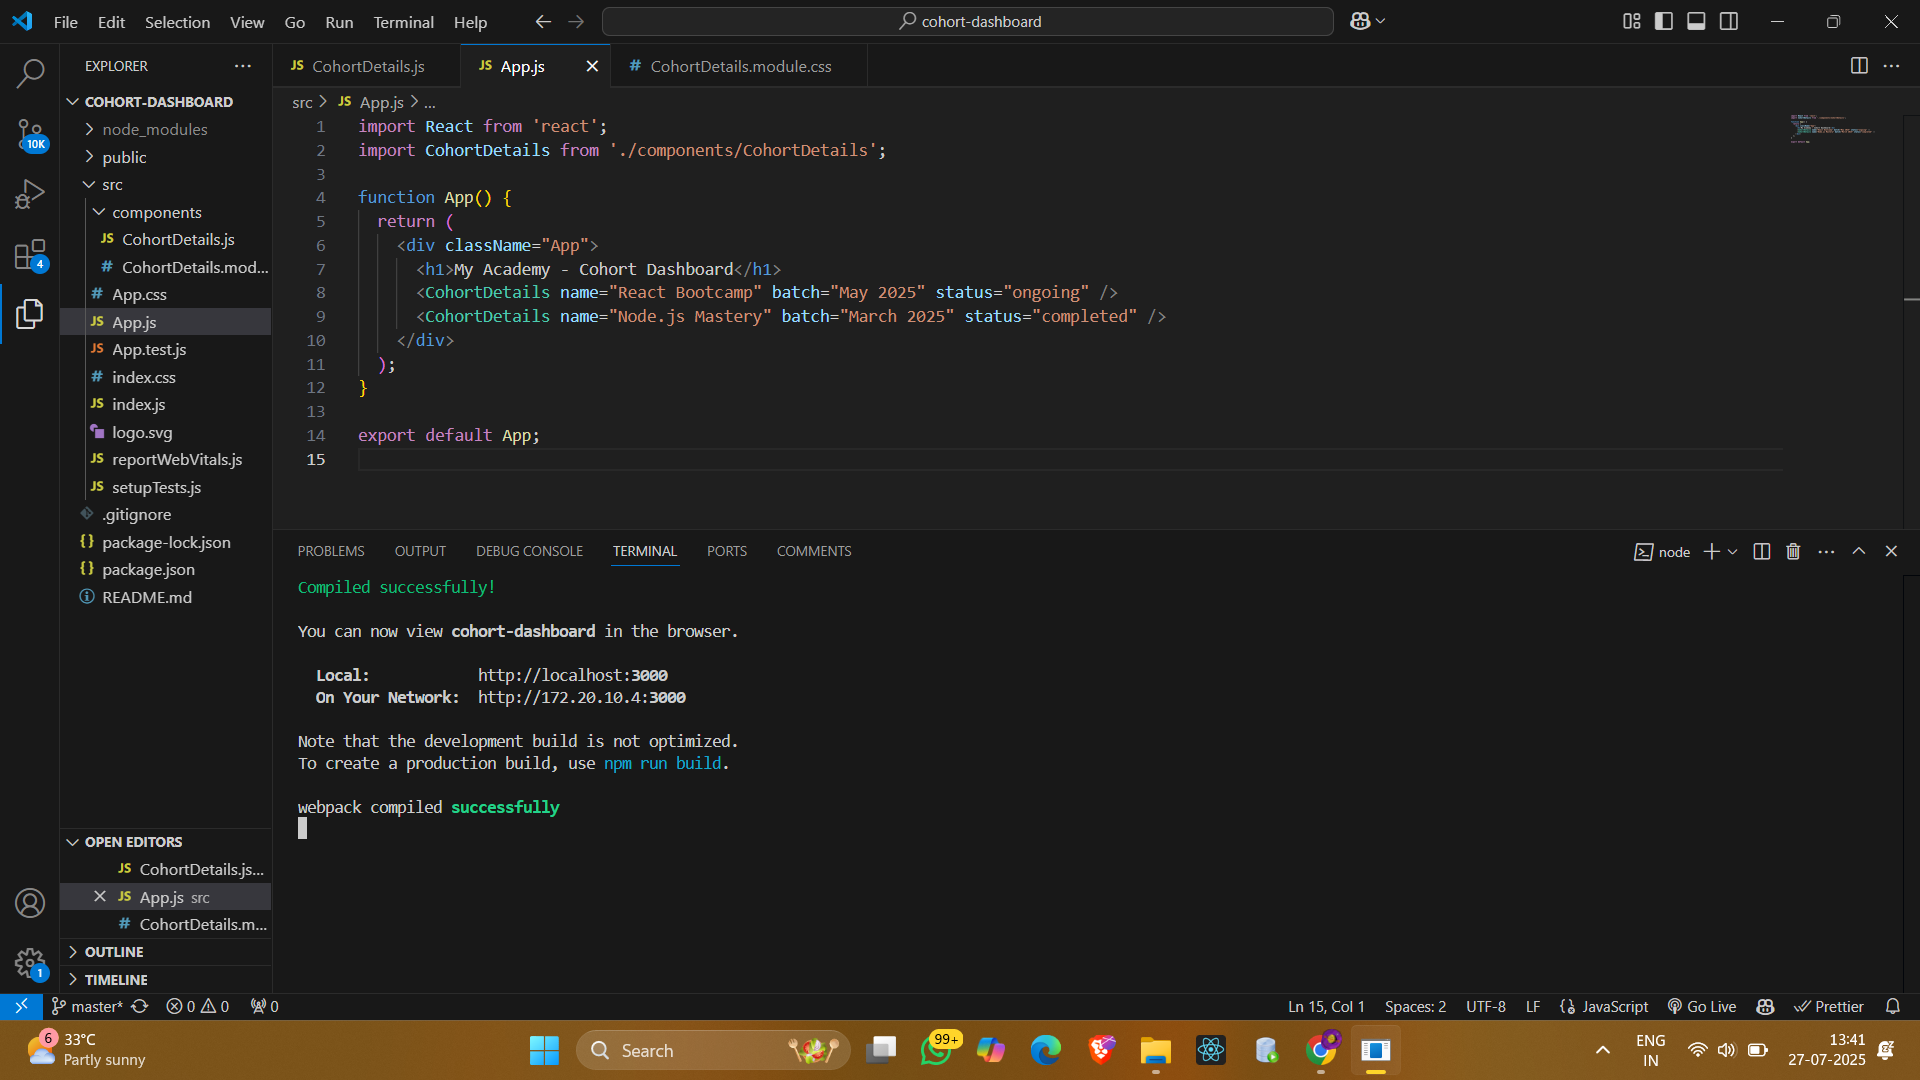 File Edit Selection View Go Run Terminal Help
cohort-dashboard
EXPLORER
COHORT-DASHBOARD
10K
node_modules
public
src
components
JS CohortDetails.js
# CohortDetails.mod...
4
# App.css
JS App.js
JS App.test.js
# index.css
JS index.js
logo.svg
JS reportWebVitals.js
JS setupTests.js
.gitignore
{} package-lock.json
{} package.json
README.md
OPEN EDITORS
JS CohortDetails.js...
JS App.js src
# CohortDetails.m...
OUTLINE
1
TIMELINE
JS CohortDetails.js
JS App.js
# CohortDetails.module.css
src > JS App.js > ...
1 import React from 'react';
2 import CohortDetails from './components/CohortDetails';
3
4 function App() {
5 return (
6 <div className="App">
7 <h1>My Academy - Cohort Dashboard</h1>
8 <CohortDetails name="React Bootcamp" batch="May 2025" status="ongoing" />
9 <CohortDetails name="Node.js Mastery" batch="March 2025" status="completed" />
10 </div>
11 );
12 }
13
14 export default App;
15
PROBLEMS OUTPUT DEBUG CONSOLE TERMINAL PORTS COMMENTS
node
Compiled successfully!
You can now view cohort-dashboard in the browser.
Local: http://localhost:3000
On Your Network: http://172.20.10.4:3000
Note that the development build is not optimized.
To create a production build, use npm run build.
webpack compiled successfully
master* 0 0 0
Ln 15, Col 1 Spaces: 2 UTF-8 LF {} JavaScript Go Live Prettier
6 33°C
Partly sunny
Search
99+
ENG
IN
13:41
27-07-2025